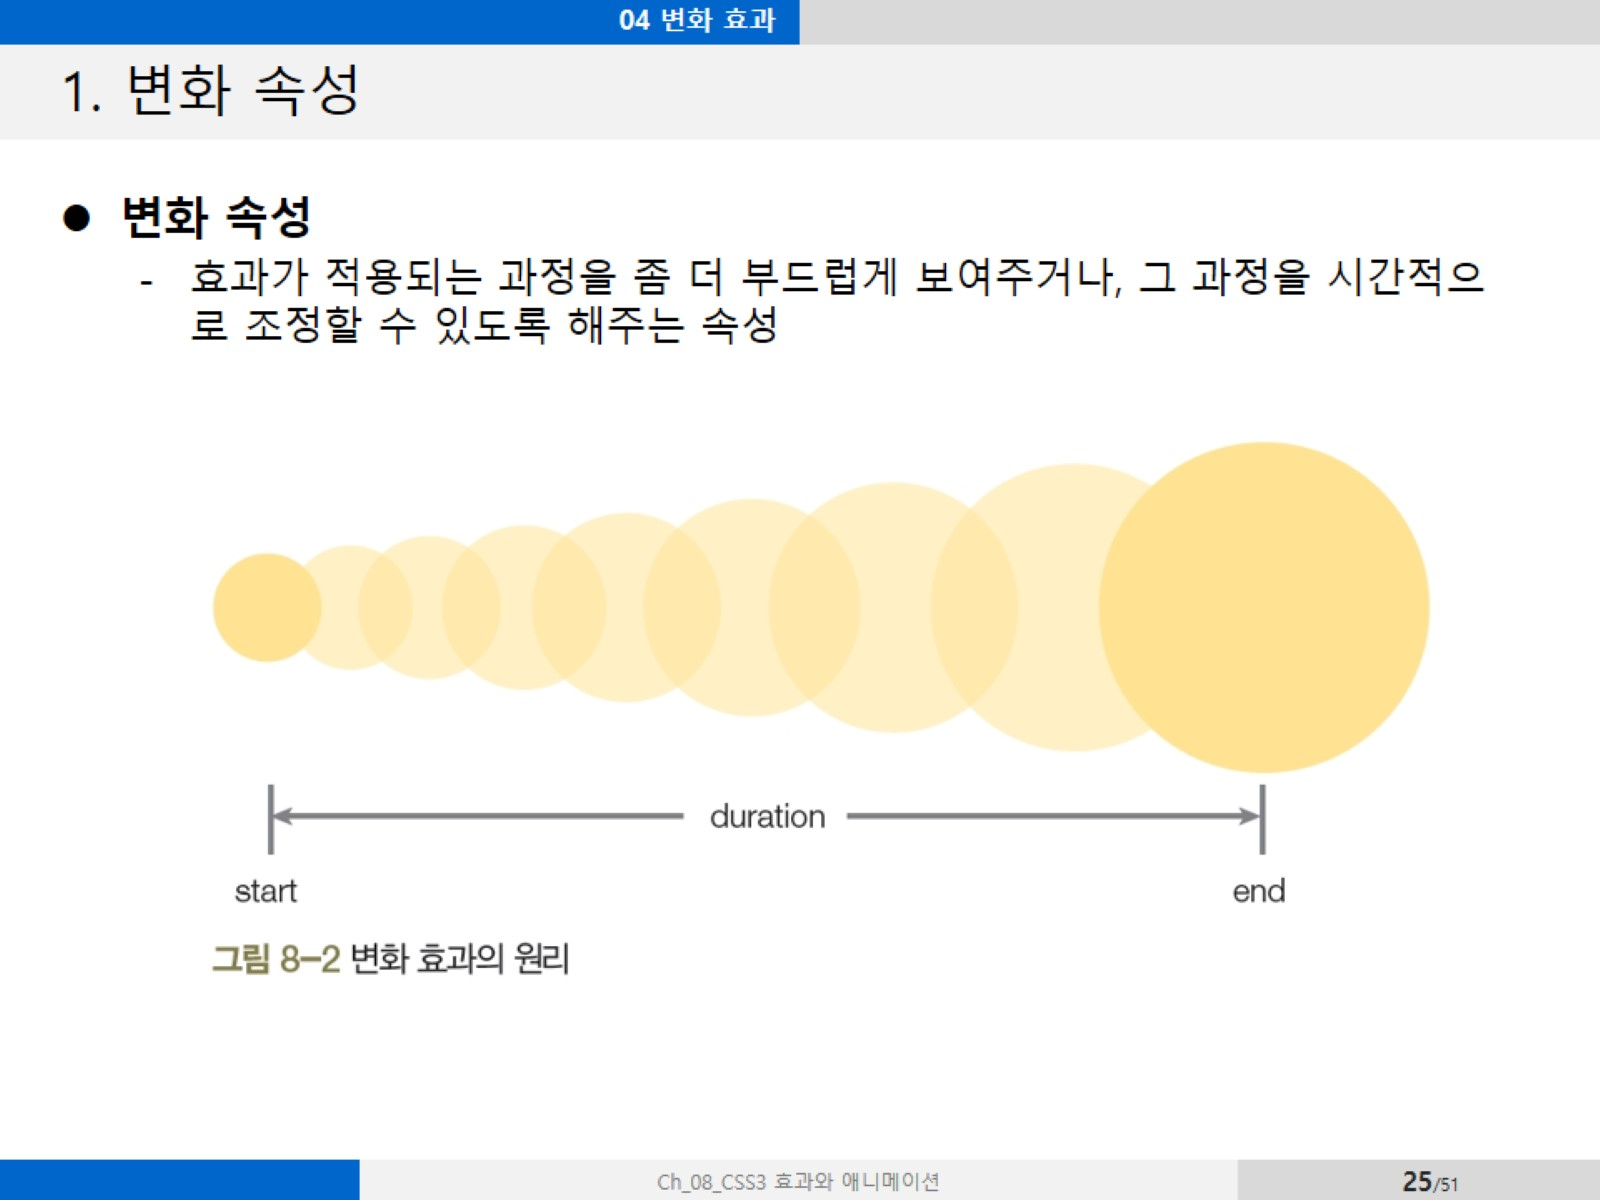 04 변화 효과
1. 변화 속성
● 변화 속성
- 효과가 적용되는 과정을 좀 더 부드럽게 보여주거나, 그 과정을 시간적으
로 조정할 수 있도록 해주는 속성
duration
start
end
그림 8-2 변화 효과의 원리
Ch_08_CSS3 효과와 애니메이션
25/51